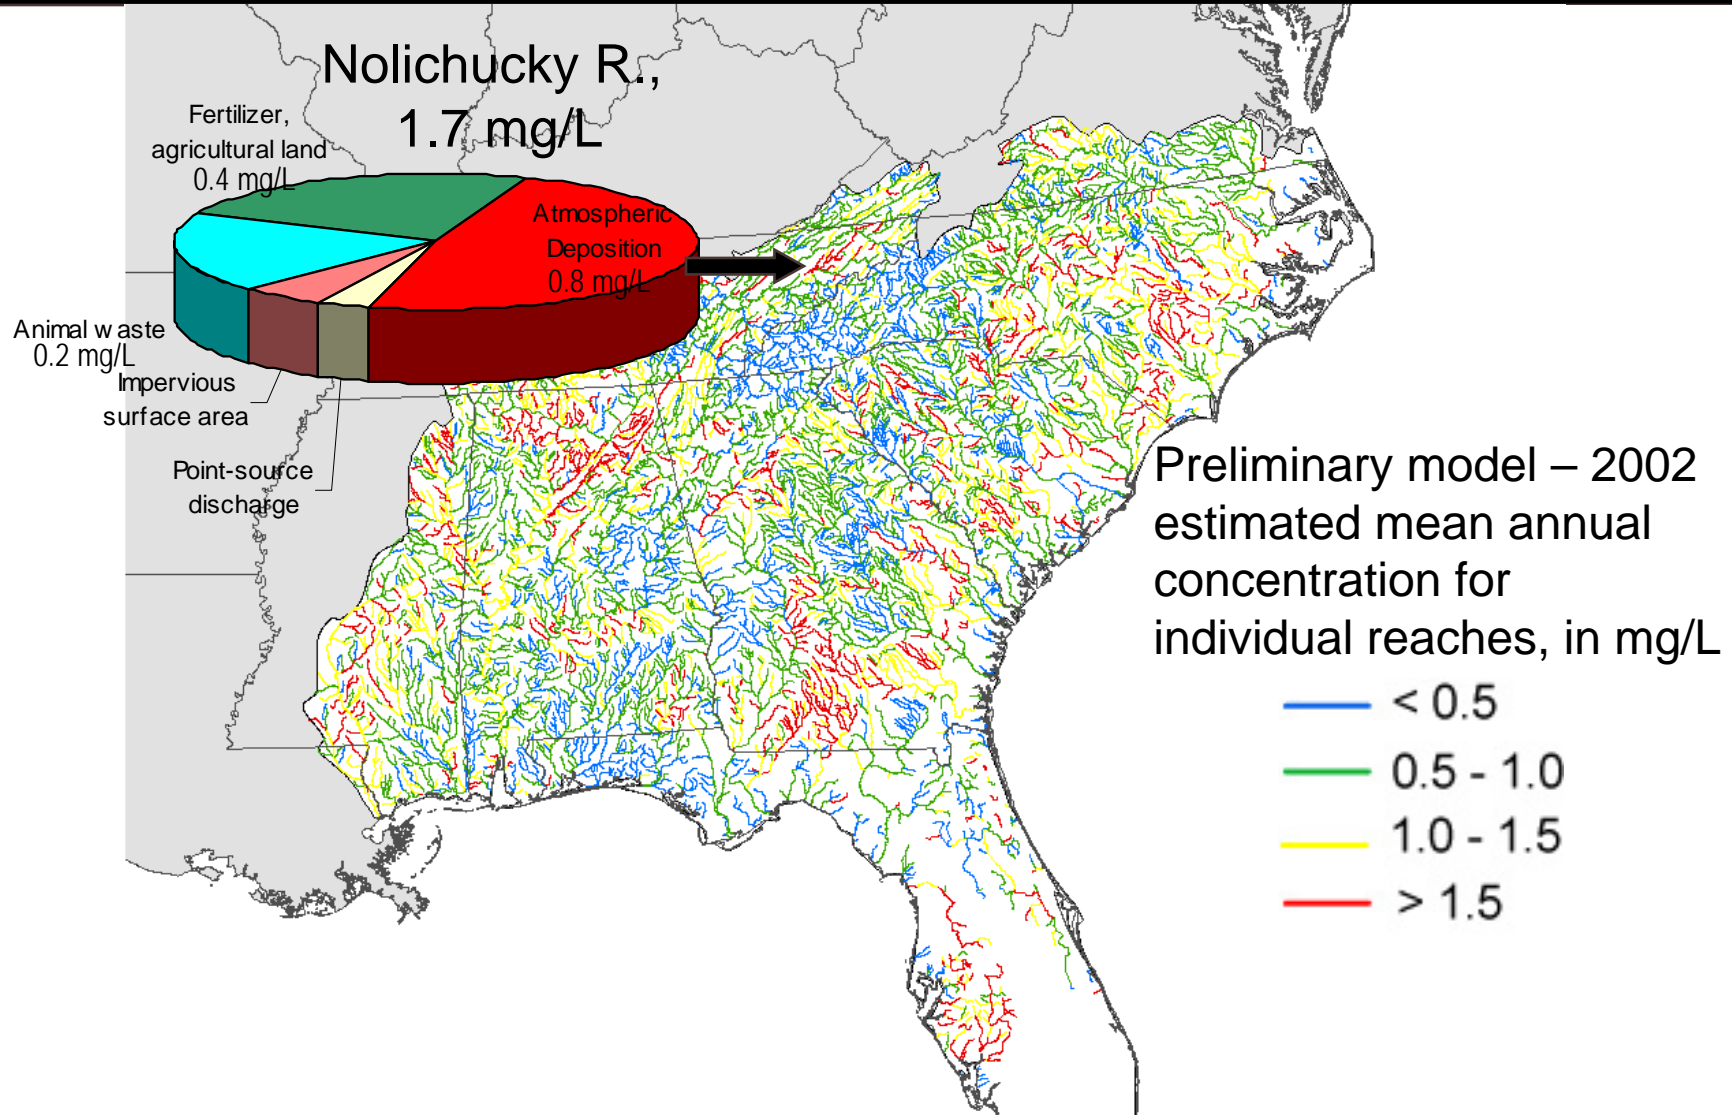 Nolichucky R.,
1.7 mg/L
Fertilizer,
agricultural land
0.4 mg/L
Atmospheric
Deposition
0.8 mg/L
Animal waste
0.2 mg/L
Impervious
surface area
Point-source
discharge
Preliminary model – 2002
estimated mean annual
concentration for
individual reaches, in mg/L
< 0.5
0.5 - 1.0
1.0 - 1.5
> 1.5